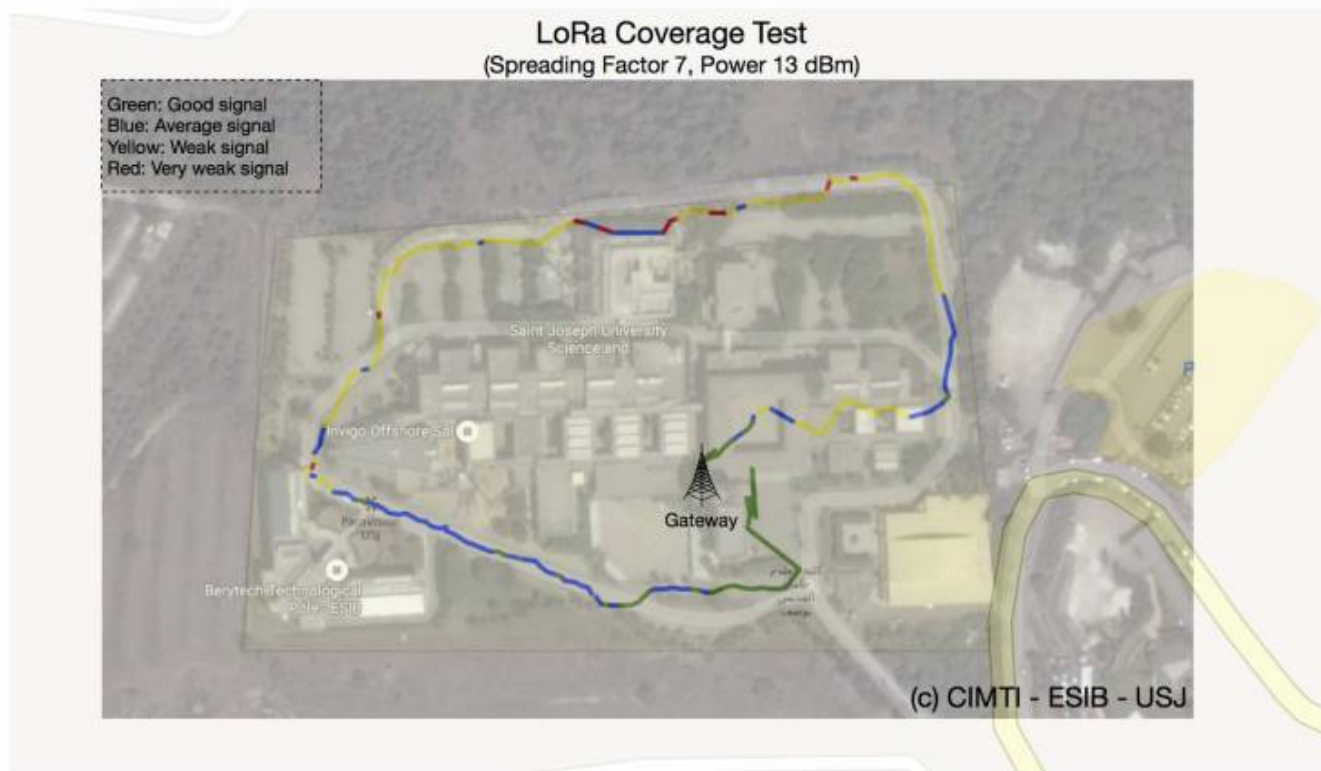 LoRa Coverage Test
(Spreading Factor 7, Power 13 dBm)
Green: Good signal
Blue: Average signal
Yellow: Weak signal
Red: Very weak signal
Saint Joseph University
Science and
Invigo Offshore Sal
Gateway
USJ
Berytech Technological
Pole - ESIB
P
(c) CIMTI - ESIB - USJ